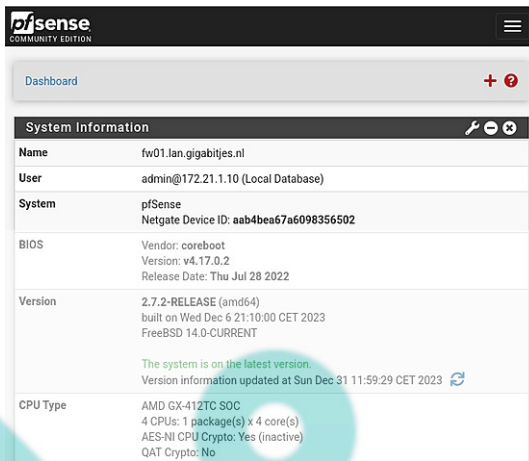 pfsense
COMMUNITY EDITION
Dashboard
System Information
Name fw01.lan.gigabitjes.nl
User admin@172.21.1.10 (Local Database)
System pfSense
Netgate Device ID: aab4bea67a6098356502
BIOS Vendor: coreboot
Version: v4.17.0.2
Release Date: Thu Jul 28 2022
Version 2.7.2-RELEASE (amd64)
built on Wed Dec 6 21:10:00 CET 2023
FreeBSD 14.0-CURRENT
The system is on the latest version.
Version information updated at Sun Dec 31 11:59:29 CET 2023
CPU Type AMD GX-412TC SOC
4 CPUs: 1 package(s) x 4 core(s)
AES-NI CPU Crypto: Yes (inactive)
QAT Crypto: No